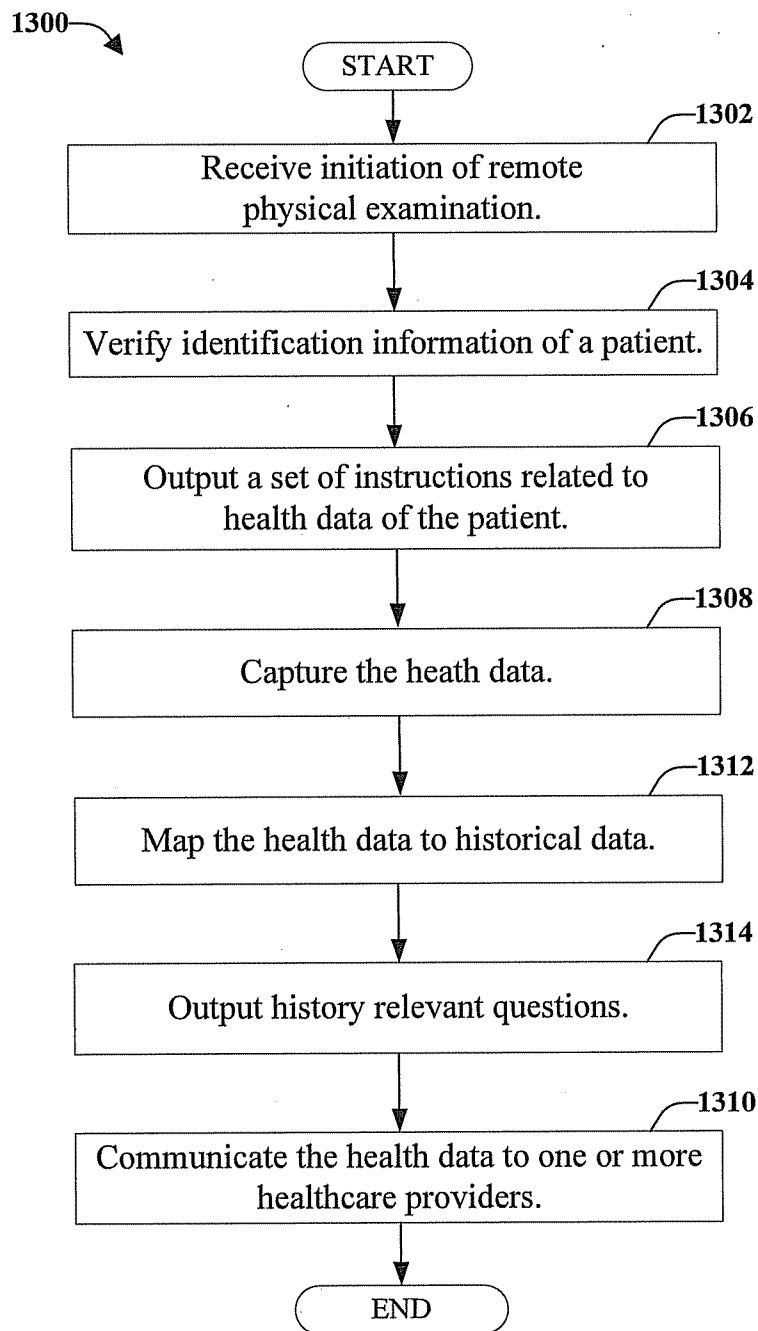 1300
START
1302
Receive initiation of remote
physical examination.
1304
Verify identification information of a patient.
1306
Output a set of instructions related to
health data of the patient.
1308
Capture the heath data.
1312
Map the health data to historical data.
1314
Output history relevant questions.
1310
Communicate the health data to one or more
healthcare providers.
END